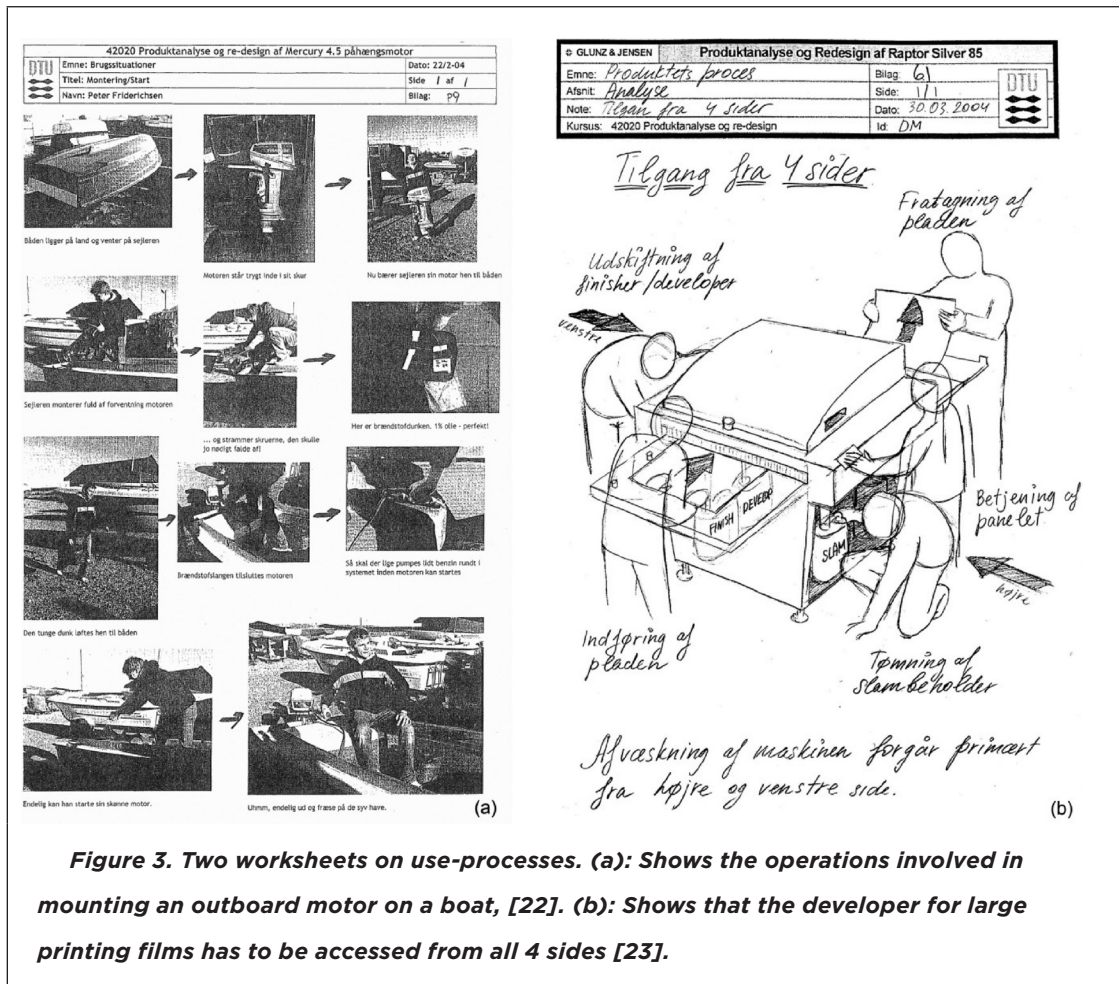 42020 Produktanalyse og re-design af Mercury 4.5 påhængsmotor
DTU
Emne: Brugssituationer
Dato: 22/2-04
Titel: Montering/Start
Side 1 af 1
Navn: Peter Friderichsen
Bilag: P9
Båden ligger på land og venter på sejleren
Motoren står trygt inde i sit skur
Nu bærer sejleren sin motor hen til båden
Sejleren monterer fuld af forventning motoren
... og strammer skruerne, den skulle
jo nødigt falde af!
Her er brændstofdunken. 1% olie - perfekt!
Den tunge dunk løftes hen til båden
Brændstofslangen tilsluttes motoren
Så skal der lige pumpes lidt benzin rundt i
systemet inden motoren kan startes
Endelig kan han starte sin skønne motor.
Uhmm, endelig ud og fræse på de syv have.
(a)
GLUNZ & JENSEN
Produktanalyse og Redesign af Raptor Silver 85
Emne: Produktets proces
Bilag: 61
Afsnit: Analyse
Side: 1/1
Note: Tilgan fra 4 sider
Dato: 30.03.2004
Kursus: 42020 Produktanalyse og re-design
Id: DM
DTU
Tilgang fra 4 sider
Fratagning af
pladen
Udskiftning af
finisher/developer
venstre
FINISH
DEVELO
SLAM
Betjening af
panelet
højre
Indføring af
pladen
Tømning af
slambeholder
Afvæskning af maskinen forgår primært
fra højre og venstre side.
(b)
Figure 3. Two worksheets on use-processes. (a): Shows the operations involved in
mounting an outboard motor on a boat, [22]. (b): Shows that the developer for large
printing films has to be accessed from all 4 sides [23].